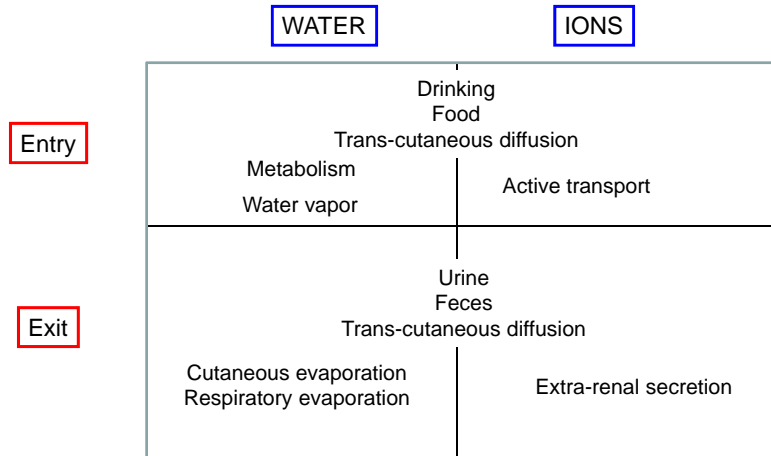 WATER
IONS
Entry
Drinking
Food
Trans-cutaneous diffusion
Metabolism
Water vapor
Active transport
Exit
Urine
Feces
Trans-cutaneous diffusion
Cutaneous evaporation
Respiratory evaporation
Extra-renal secretion